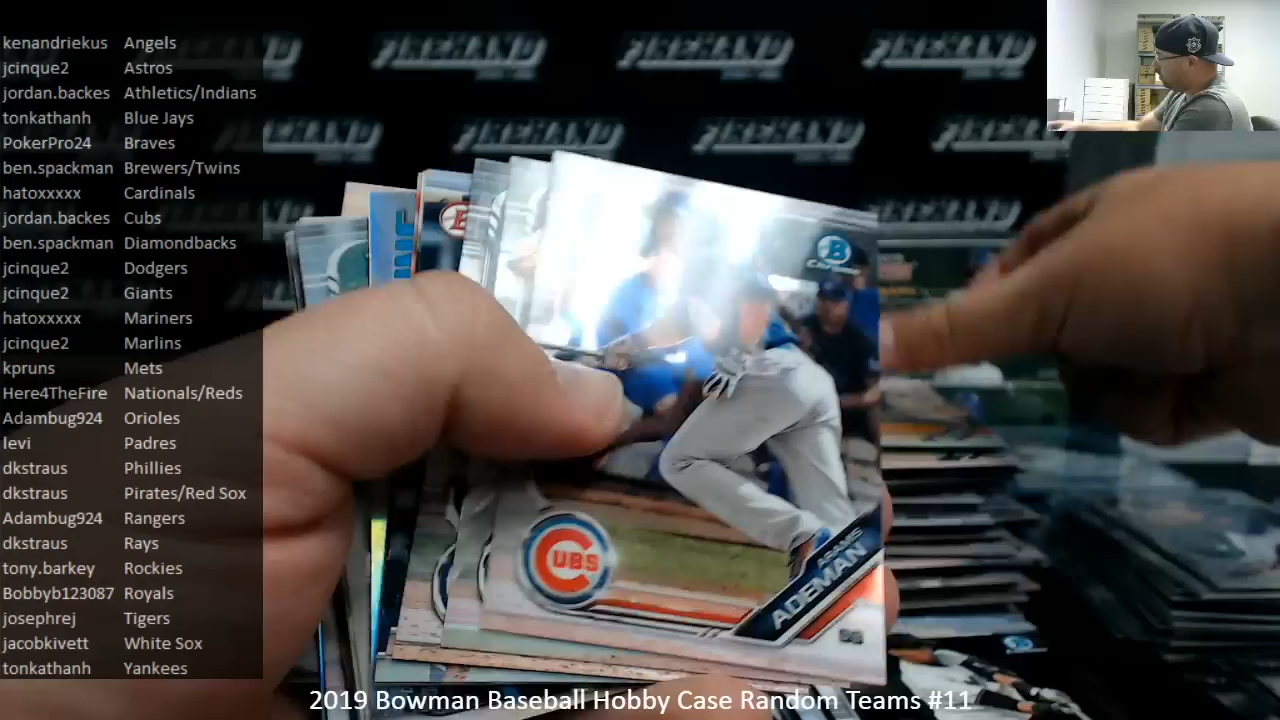 kenandriekus Angels
jcinque2 Astros
jordan.backes Athletics/Indians
tonkathanh Blue Jays
PokerPro24 Braves
ben.spackman Brewers/Twins
hatoxxxxx Cardinals
jordan.backes Cubs
ben.spackman Diamondbacks
jcinque2 Dodgers
jcinque2 Giants
hatoxxxxx Mariners
jcinque2 Marlins
kpruns Mets
Here4TheFire Nationals/Reds
Adambug924 Orioles
levi Padres
dkstraus Phillies
dkstraus Pirates/Red Sox
Adambug924 Rangers
dkstraus Rays
tony.barkey Rockies
Bobbyb123087 Royals
josephrej Tigers
jacobkivett White Sox
tonkathanh Yankees
FIREHAND FIREHAND FIREHAND
B
CUBS
ADEMAN
2019 Bowman Baseball Hobby Case Random Teams #11